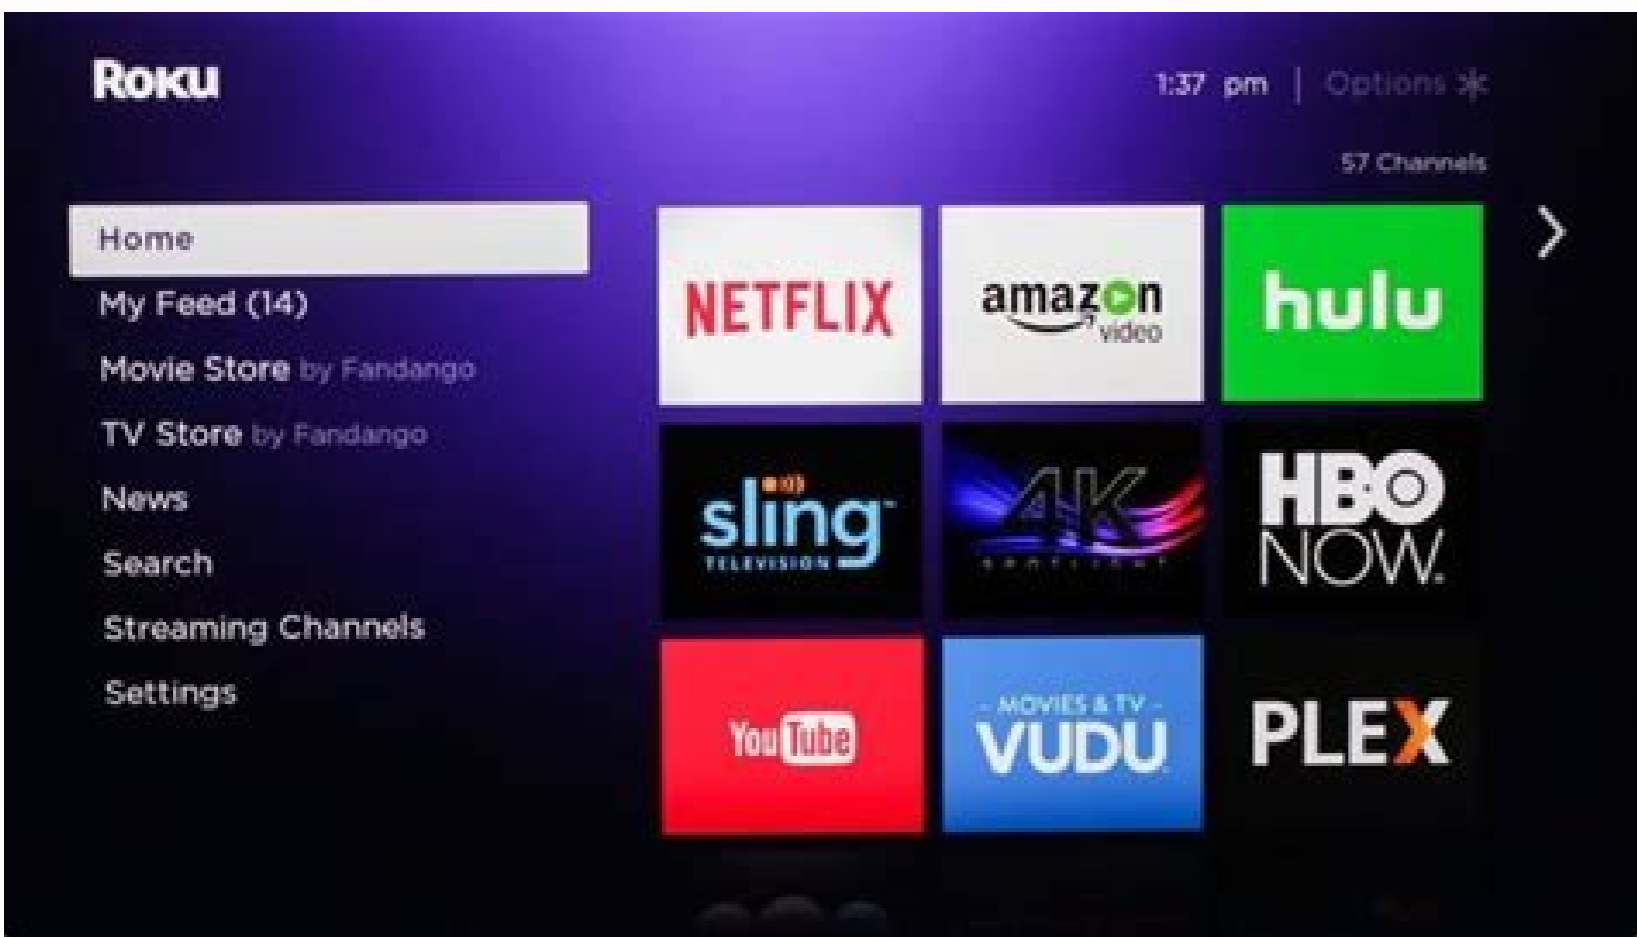 Roku
1:37 pm | Options
57 Channels
Home
My Feed (14)
Movie Store by Fandango
TV Store by Fandango
News
Search
Streaming Channels
Settings
NETFLIX
amazon
video
hulu
sling
TELEVISION
4K
SPOTLIGHT
HBO
NOW.
YouTube
- MOVIES & TV -
VUDU
PLEX